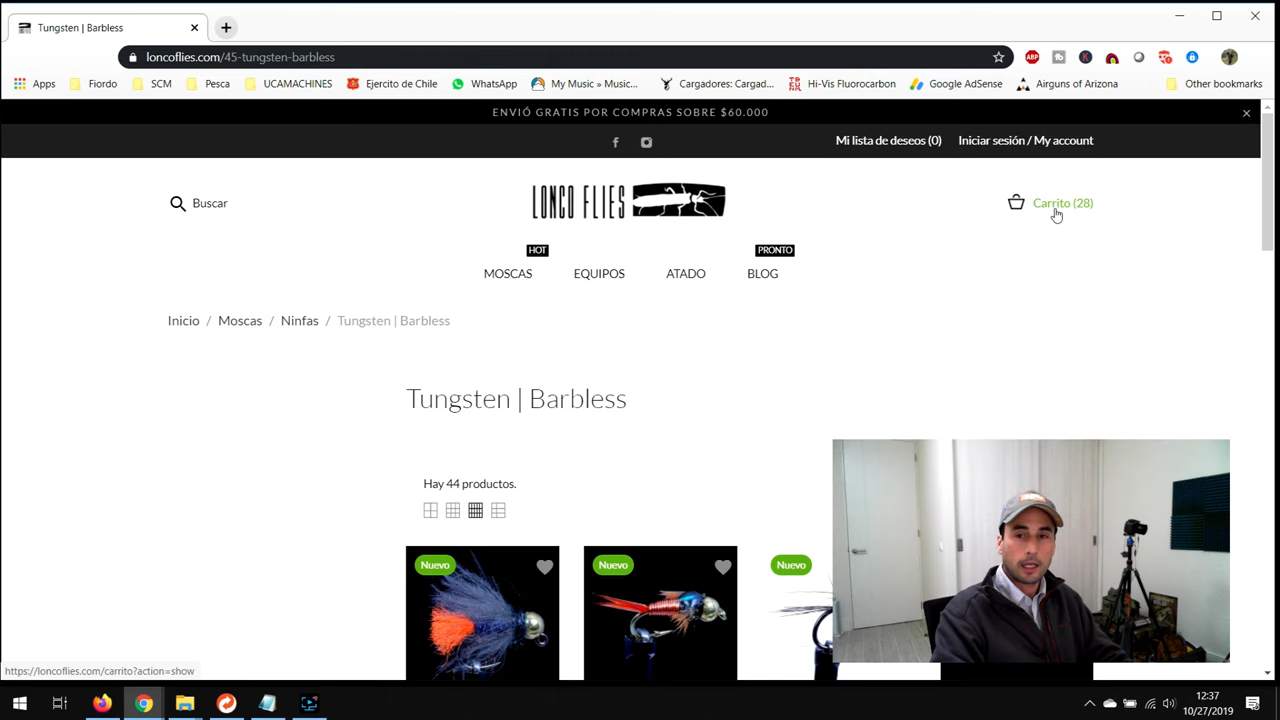 Tungsten | Barbless
loncoflies.com/45-tungsten-barbless
ABP
Apps Fiordo SCM Pesca UCAMACHINES Ejercito de Chile WhatsApp My Music » Music... Cargadores: Cargad... Hi-Vis Fluorocarbon Google AdSense Airguns of Arizona Other bookmarks
ENVIÓ GRATIS POR COMPRAS SOBRE $60.000
Mi lista de deseos (0) Iniciar sesión / My account
Buscar
LONCO FLIES
Carrito (28)
HOT
PRONTO
MOSCAS EQUIPOS ATADO BLOG
Inicio / Moscas / Ninfas / Tungsten | Barbless
Tungsten | Barbless
Hay 44 productos.
Nuevo Nuevo Nuevo
https://loncoflies.com/carrito?action=show
12:37
10/27/2019